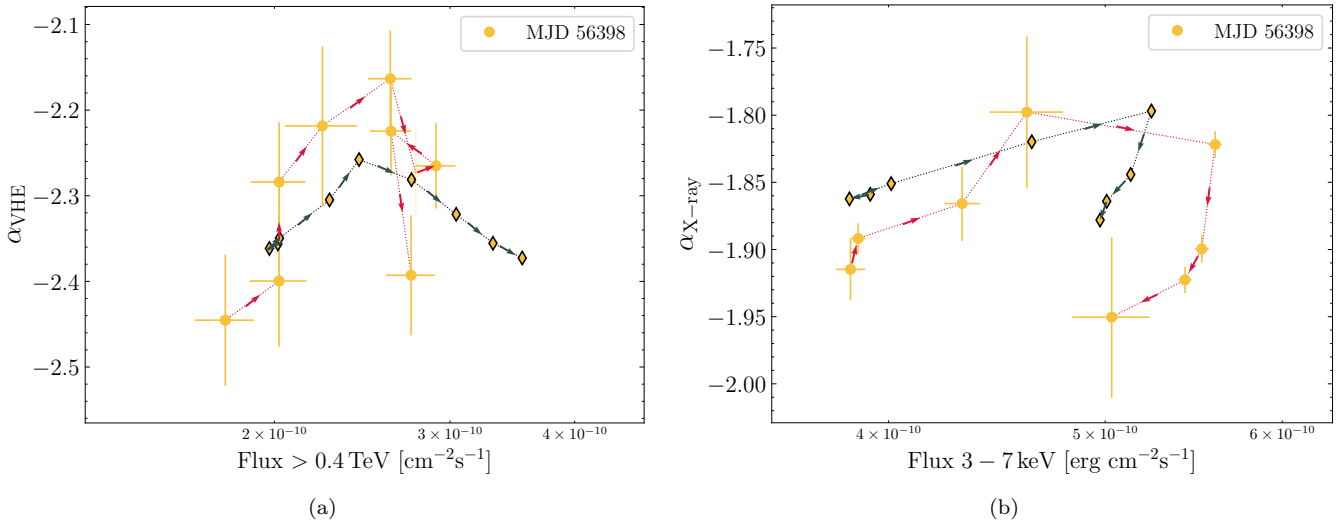 MJD 56398
−2.1
−2.2
−2.3
−2.4
−2.5
α_VHE
2 × 10⁻¹⁰
3 × 10⁻¹⁰
4 × 10⁻¹⁰
Flux > 0.4 TeV [cm⁻²s⁻¹]
(a)
MJD 56398
−1.75
−1.80
−1.85
−1.90
−1.95
−2.00
α_X−ray
4 × 10⁻¹⁰
5 × 10⁻¹⁰
6 × 10⁻¹⁰
Flux 3 − 7 keV [erg cm⁻²s⁻¹]
(b)